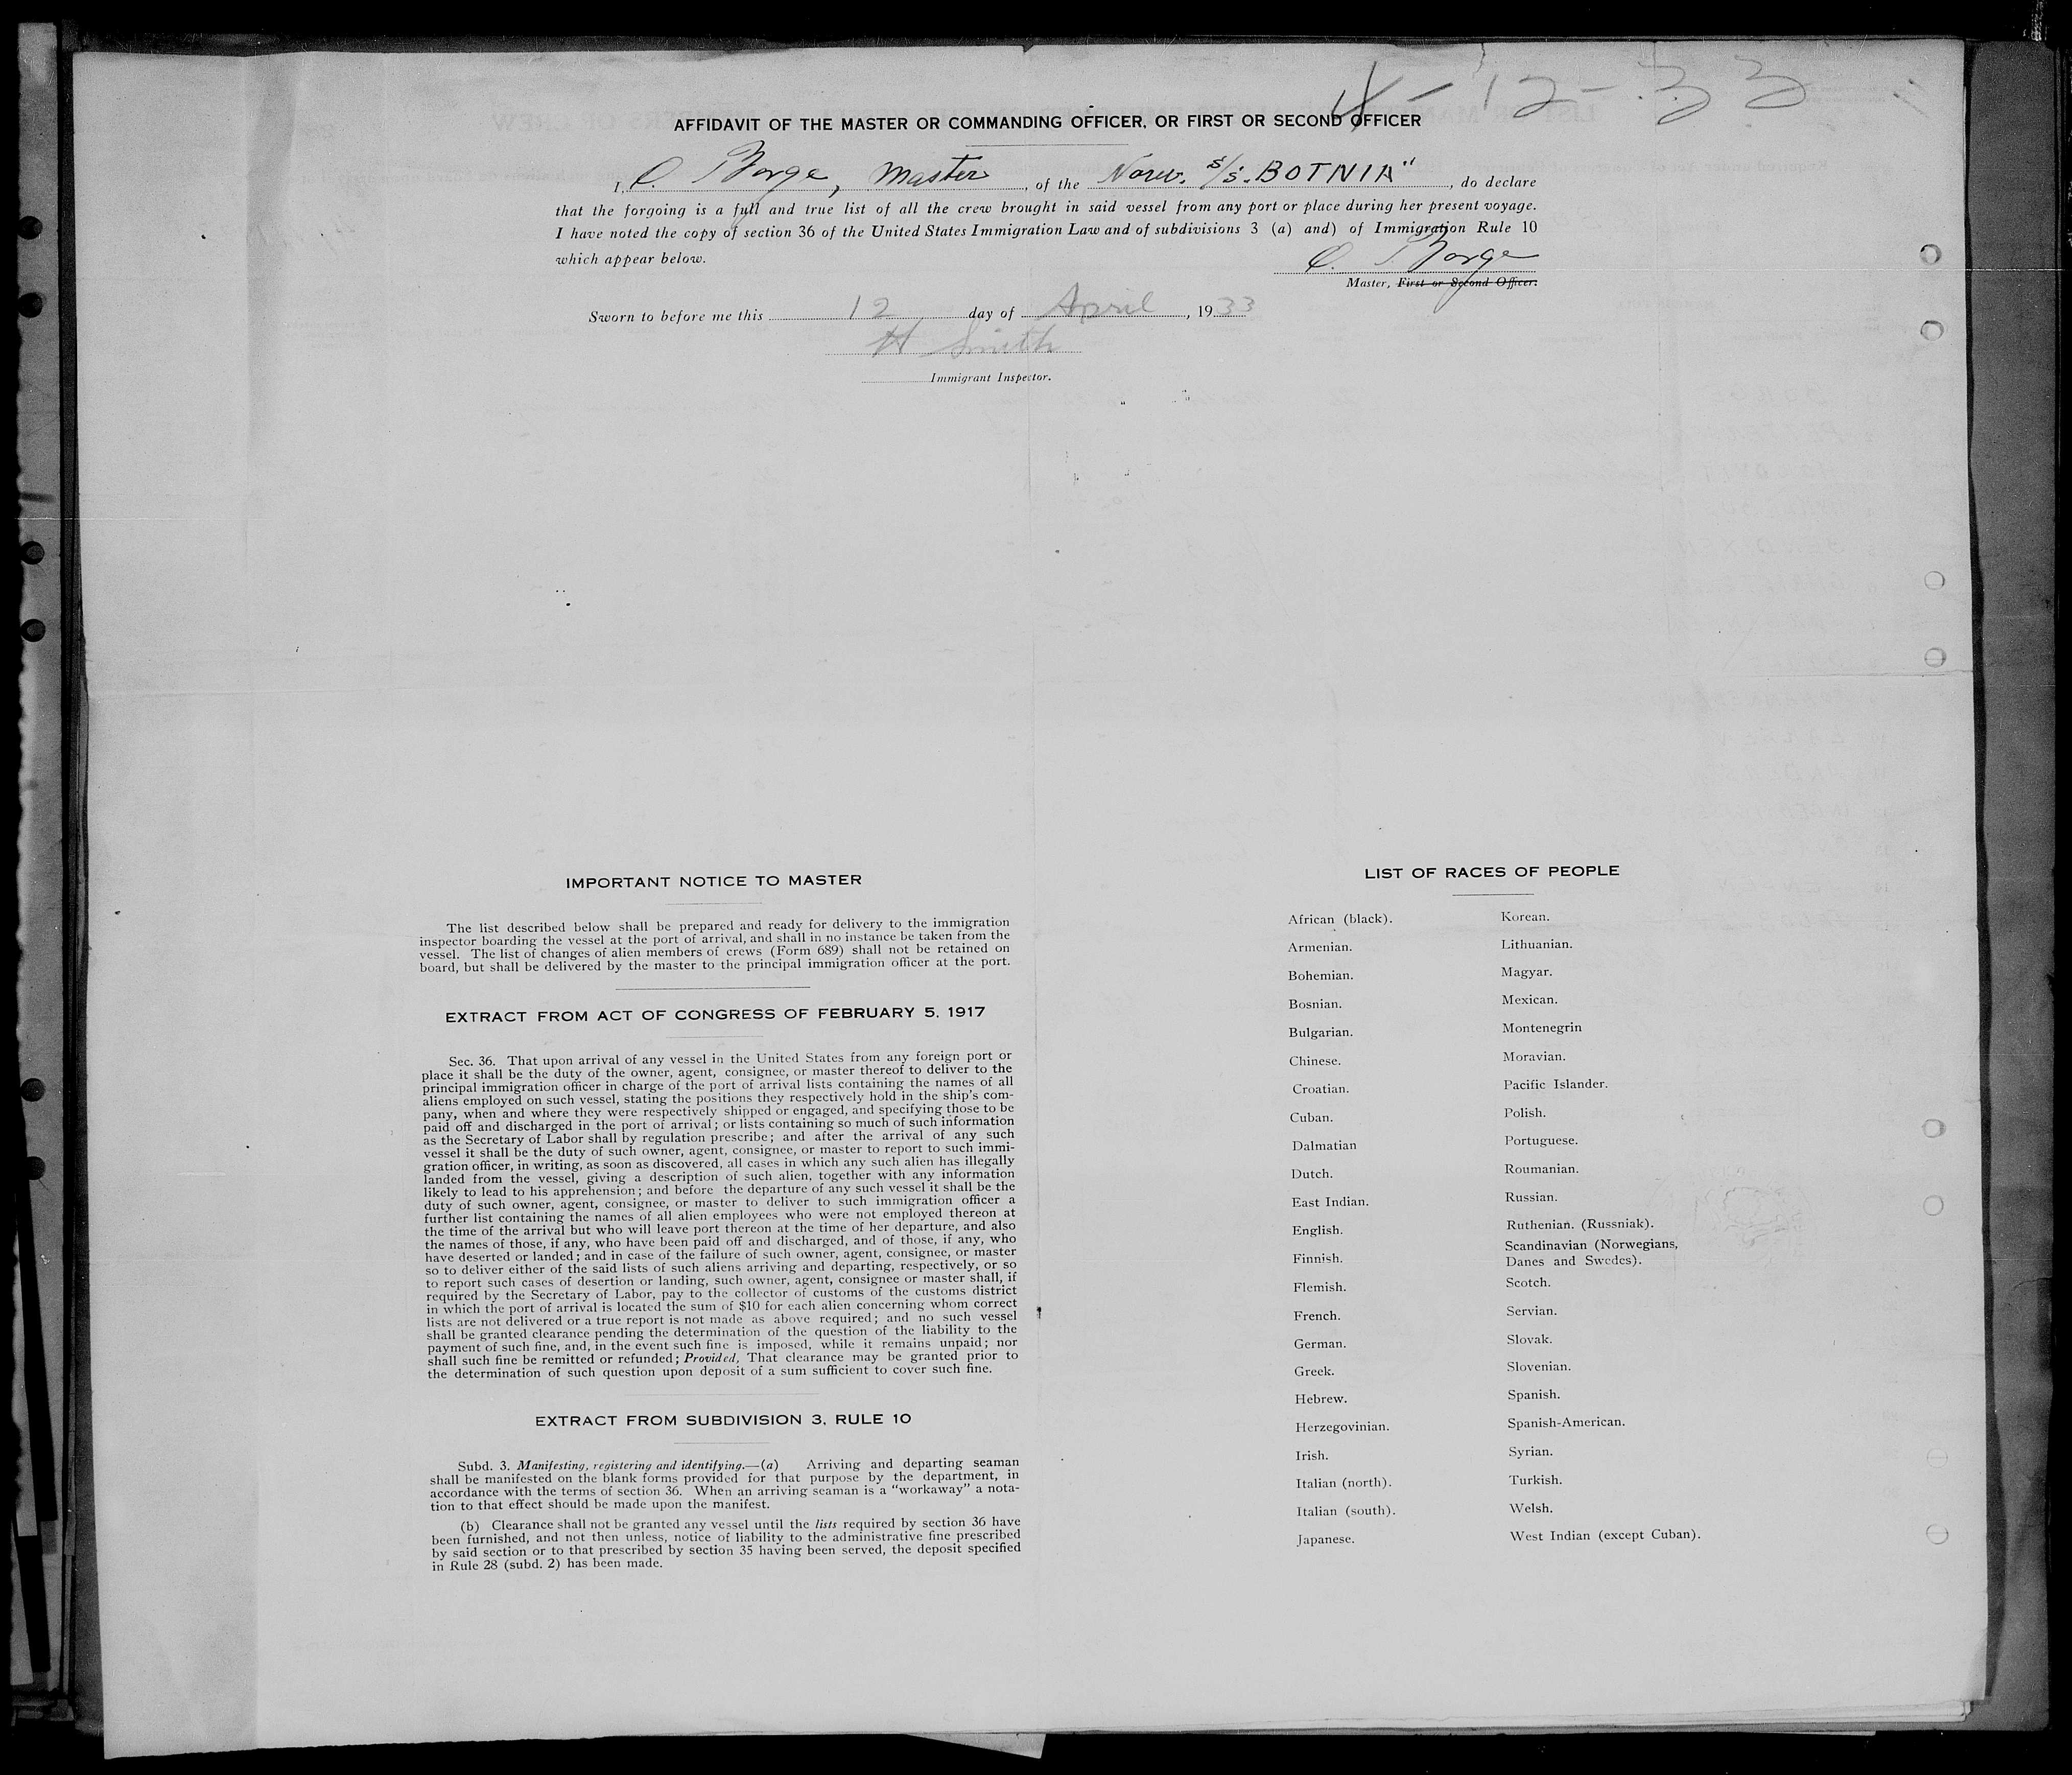 4-12-33
AFFIDAVIT OF THE MASTER OR COMMANDING OFFICER, OR FIRST OR SECOND OFFICER
I, O. Borge, Master, of the Norw. s/s. BOTNIA", do declare
that the forgoing is a full and true list of all the crew brought in said vessel from any port or place during her present voyage.
I have noted the copy of section 36 of the United States Immigration Law and of subdivisions 3 (a) and) of Immigration Rule 10
which appear below.
O. Borge
Master, First or Second Officer.
Sworn to before me this 12 day of April, 1933
H Smith
Immigrant Inspector.
IMPORTANT NOTICE TO MASTER
The list described below shall be prepared and ready for delivery to the immigration
inspector boarding the vessel at the port of arrival, and shall in no instance be taken from the
vessel. The list of changes of alien members of crews (Form 689) shall not be retained on
board, but shall be delivered by the master to the principal immigration officer at the port.
EXTRACT FROM ACT OF CONGRESS OF FEBRUARY 5, 1917
Sec. 36. That upon arrival of any vessel in the United States from any foreign port or
place it shall be the duty of the owner, agent, consignee, or master thereof to deliver to the
principal immigration officer in charge of the port of arrival lists containing the names of all
aliens employed on such vessel, stating the positions they respectively hold in the ship's com-
pany, when and where they were respectively shipped or engaged, and specifying those to be
paid off and discharged in the port of arrival; or lists containing so much of such information
as the Secretary of Labor shall by regulation prescribe; and after the arrival of any such
vessel it shall be the duty of such owner, agent, consignee, or master to report to such immi-
gration officer, in writing, as soon as discovered, all cases in which any such alien has illegally
landed from the vessel, giving a description of such alien, together with any information
likely to lead to his apprehension; and before the departure of any such vessel it shall be the
duty of such owner, agent, consignee, or master to deliver to such immigration officer a
further list containing the names of all alien employees who were not employed thereon at
the time of the arrival but who will leave port thereon at the time of her departure, and also
the names of those, if any, who have been paid off and discharged, and of those, if any, who
have deserted or landed; and in case of the failure of such owner, agent, consignee, or master
so to deliver either of the said lists of such aliens arriving and departing, respectively, or so
to report such cases of desertion or landing, such owner, agent, consignee or master shall, if
required by the Secretary of Labor, pay to the collector of customs of the customs district
in which the port of arrival is located the sum of $10 for each alien concerning whom correct
lists are not delivered or a true report is not made as above required; and no such vessel
shall be granted clearance pending the determination of the question of the liability to the
payment of such fine, and, in the event such fine is imposed, while it remains unpaid; nor
shall such fine be remitted or refunded; Provided, That clearance may be granted prior to
the determination of such question upon deposit of a sum sufficient to cover such fine.
EXTRACT FROM SUBDIVISION 3, RULE 10
Subd. 3. Manifesting, registering and identifying.—(a) Arriving and departing seaman
shall be manifested on the blank forms provided for that purpose by the department, in
accordance with the terms of section 36. When an arriving seaman is a "workaway" a nota-
tion to that effect should be made upon the manifest.
(b) Clearance shall not be granted any vessel until the lists required by section 36 have
been furnished, and not then unless, notice of liability to the administrative fine prescribed
by said section or to that prescribed by section 35 having been served, the deposit specified
in Rule 28 (subd. 2) has been made.
LIST OF RACES OF PEOPLE
African (black).
Armenian.
Bohemian.
Bosnian.
Bulgarian.
Chinese.
Croatian.
Cuban.
Dalmatian
Dutch.
East Indian.
English.
Finnish.
Flemish.
French.
German.
Greek.
Hebrew.
Herzegovinian.
Irish.
Italian (north).
Italian (south).
Japanese.
Korean.
Lithuanian.
Magyar.
Mexican.
Montenegrin
Moravian.
Pacific Islander.
Polish.
Portuguese.
Roumanian.
Russian.
Ruthenian. (Russniak).
Scandinavian (Norwegians,
Danes and Swedes).
Scotch.
Servian.
Slovak.
Slovenian.
Spanish.
Spanish-American.
Syrian.
Turkish.
Welsh.
West Indian (except Cuban).